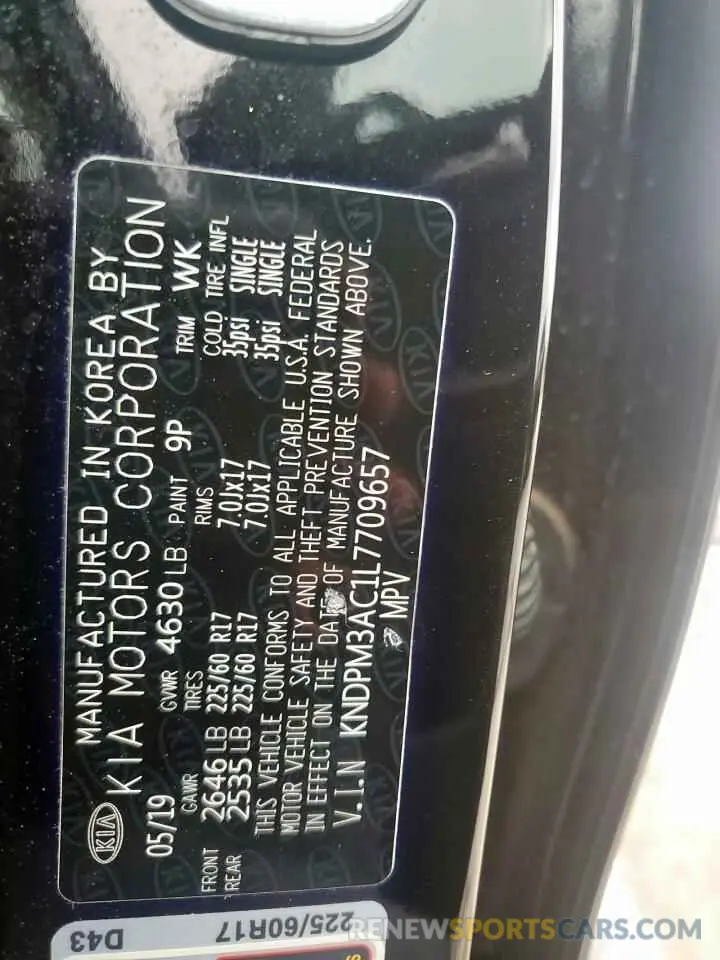 MANUFACTURED IN KOREA BY
KIA KIA MOTORS CORPORATION
05/19 GVWR 4630 LB PAINT 9P TRIM WK
GAWR TIRES RIMS COLD TIRE INFL
FRONT 2646 LB 225/60 R17 7.0Jx17 35psi SINGLE
REAR 2535 LB 225/60 R17 7.0Jx17 35psi SINGLE
THIS VEHICLE CONFORMS TO ALL APPLICABLE U.S.A. FEDERAL
MOTOR VEHICLE SAFETY AND THEFT PREVENTION STANDARDS
IN EFFECT ON THE DATE OF MANUFACTURE SHOWN ABOVE.
V.I.N KNDPM3AC1L7709657
MPV
D43
225/60R17
RENEWSPORTSCARS.COM